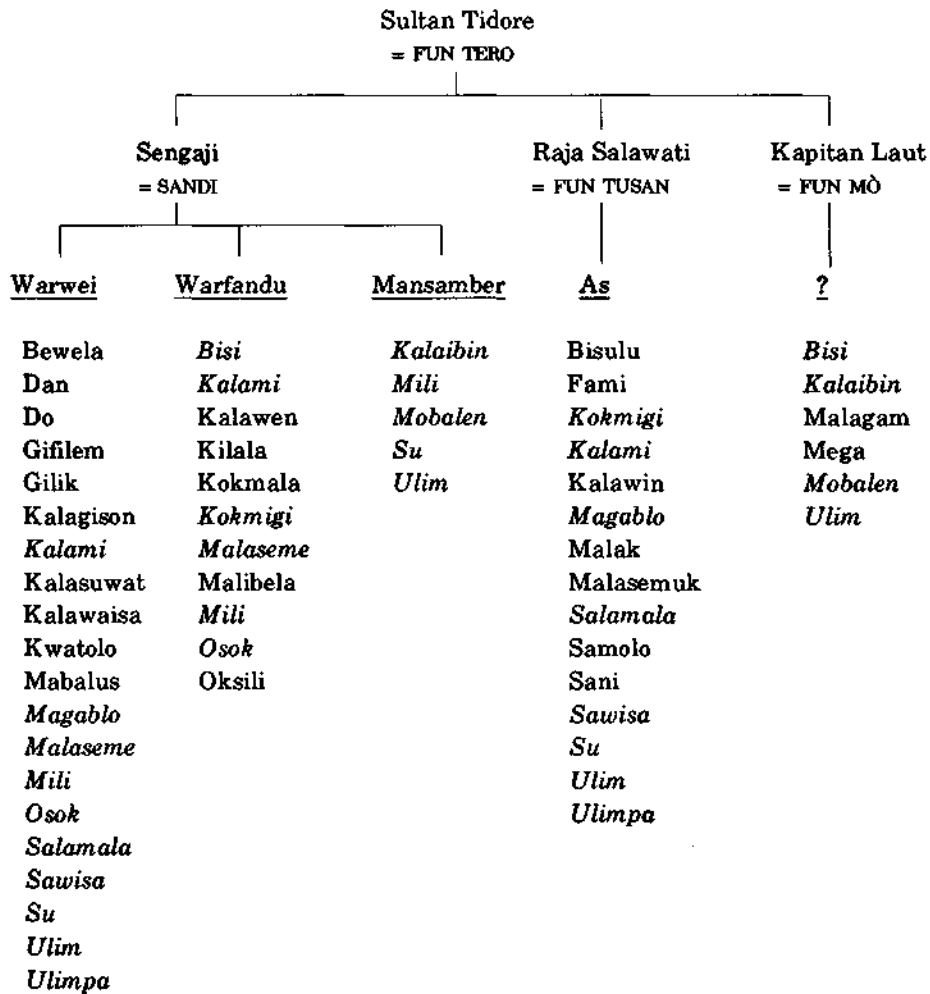 Sultan Tidore
= FUN TERO
Sengaji Raja Salawati Kapitan Laut
= SANDI = FUN TUSAN = FUN MÒ
Warwei Warfandu Mansamber As ?
Bewela Bisi Kalaibin Bisulu Bisi
Dan Kalami Mili Fami Kalaibin
Do Kalawen Mobalen Kokmigi Malagam
Gifilem Kilala Su Kalami Mega
Gilik Kokmala Ulim Kalawin Mobalen
Kalagison Kokmigi Magablo Ulim
Kalami Malaseme Malak
Kalasuwat Malibela Malasemuk
Kalawaisa Mili Salamala
Kwatolo Osok Samolo
Mabalus Oksili Sani
Magablo Sawisa
Malaseme Su
Mili Ulim
Osok Ulimpa
Salamala
Sawisa
Su
Ulim
Ulimpa